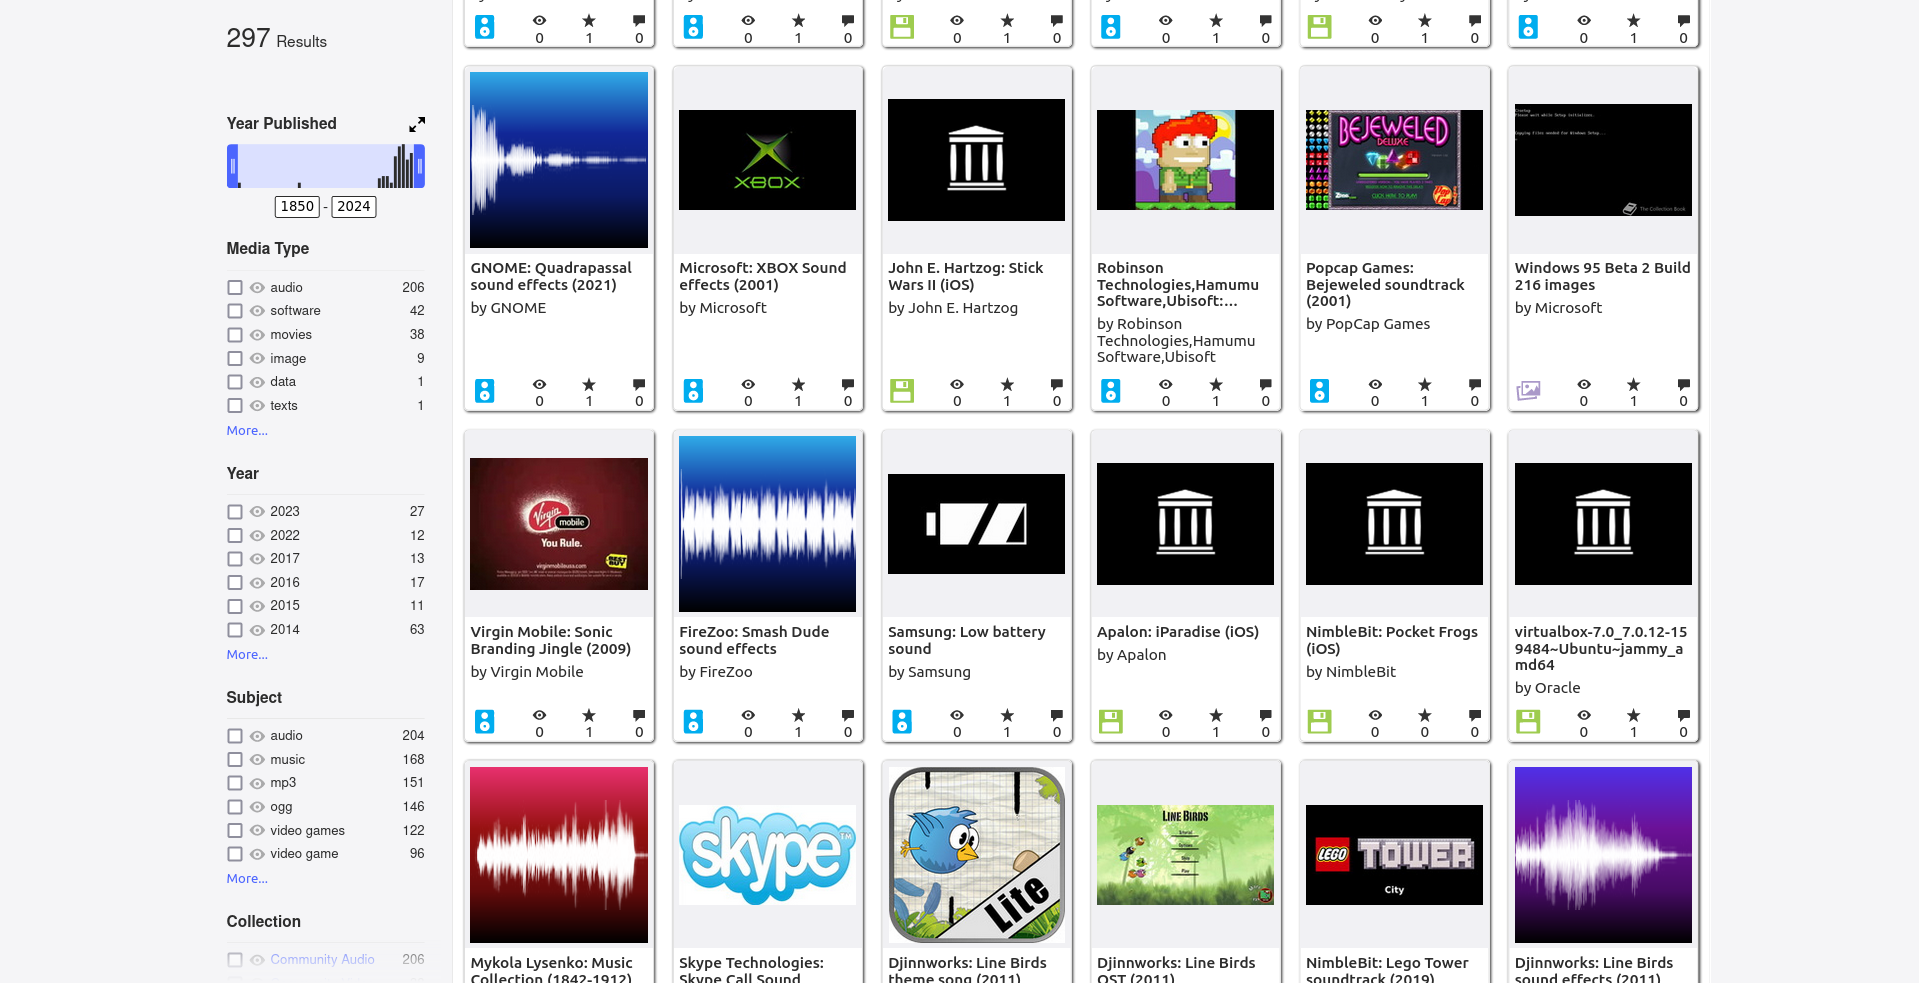 297 Results
Year Published
1850 - 2024
Media Type
audio 206
software 42
movies 38
image 9
data 1
texts 1
More...
Year
2023 27
2022 12
2017 13
2016 17
2015 11
2014 63
More...
Subject
audio 204
music 168
mp3 151
ogg 146
video games 122
video game 96
More...
Collection
Community Audio 206
0 1 0
0 1 0
0 1 0
0 1 0
0 1 0
0 1 0
GNOME: Quadrapassal
sound effects (2021)
by GNOME
0 1 0
XBOX
Microsoft: XBOX Sound
effects (2001)
by Microsoft
0 1 0
John E. Hartzog: Stick
Wars II (iOS)
by John E. Hartzog
0 1 0
Robinson
Technologies,Hamumu
Software,Ubisoft:...
by Robinson
Technologies,Hamumu
Software,Ubisoft
0 1 0
BEJEWELED
DELUXE
Popcap Games:
Bejeweled soundtrack
(2001)
by PopCap Games
0 1 0
The Collection Book
Windows 95 Beta 2 Build
216 images
by Microsoft
0 1 0
Virgin
mobile
You Rule.
virginmobileusa.com
BEST BUY
Virgin Mobile: Sonic
Branding Jingle (2009)
by Virgin Mobile
0 1 0
FireZoo: Smash Dude
sound effects
by FireZoo
0 1 0
Samsung: Low battery
sound
by Samsung
0 1 0
Apalon: iParadise (iOS)
by Apalon
0 1 0
NimbleBit: Pocket Frogs
(iOS)
by NimbleBit
0 0 0
virtualbox-7.0_7.0.12-15
9484~Ubuntu~jammy_a
md64
by Oracle
0 1 0
Mykola Lysenko: Music
Collection (1842-1912)
skype TM
Skype Technologies:
Skype Call Sound
Lite
Djinnworks: Line Birds
theme song (2011)
LINE BIRDS
Djinnworks: Line Birds
OST (2011)
LEGO TOWER
City
NimbleBit: Lego Tower
soundtrack (2019)
Djinnworks: Line Birds
sound effects (2011)